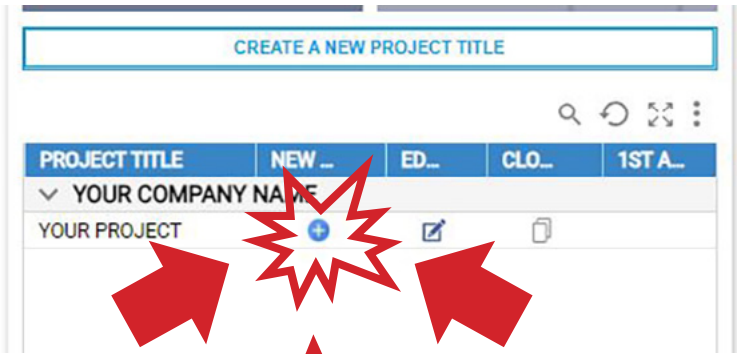 CREATE A NEW PROJECT TITLE
PROJECT TITLE NEW ... ED... CLO... 1ST A...
YOUR COMPANY NAME
YOUR PROJECT